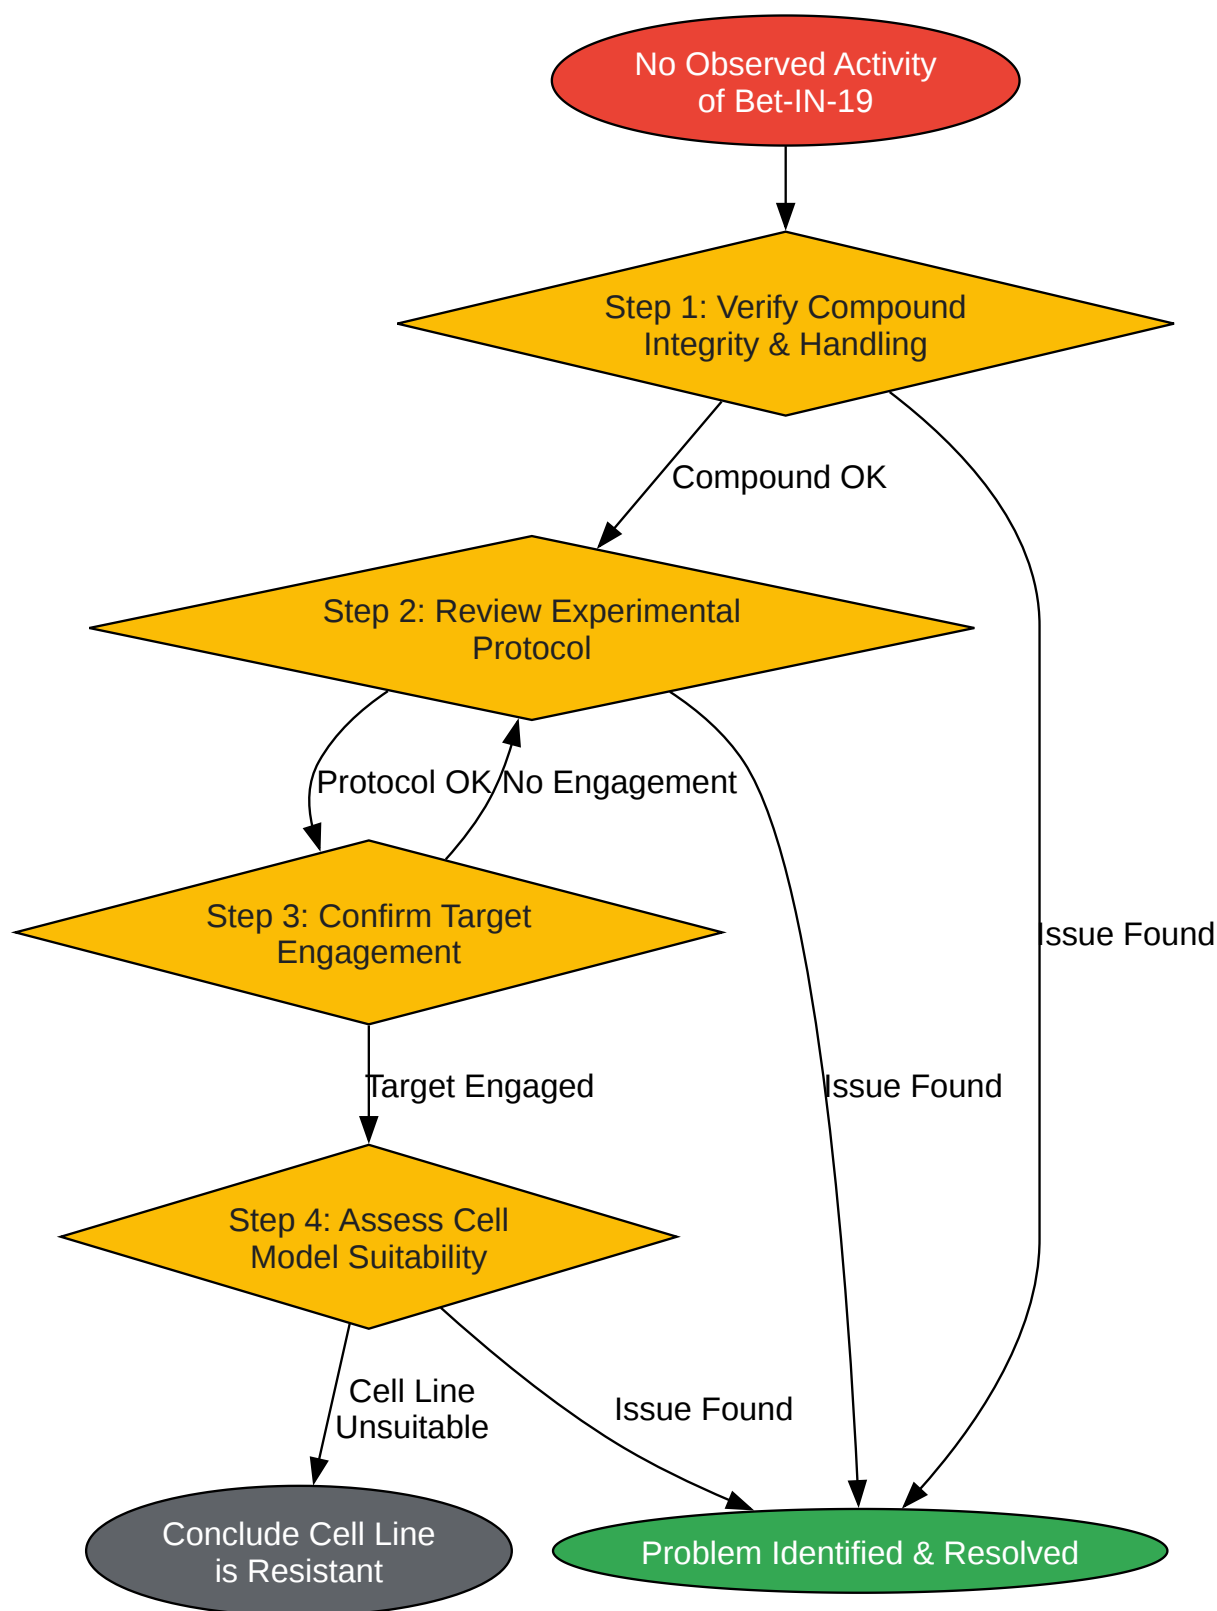 No Observed Activity
of Bet-IN-19
Step 1: Verify Compound
Integrity & Handling
Compound OK
Step 2: Review Experimental
Protocol
Protocol OK
No Engagement
Step 3: Confirm Target
Engagement
Issue Found
Target Engaged
Issue Found
Step 4: Assess Cell
Model Suitability
Cell Line
Unsuitable
Issue Found
Conclude Cell Line
is Resistant
Problem Identified & Resolved